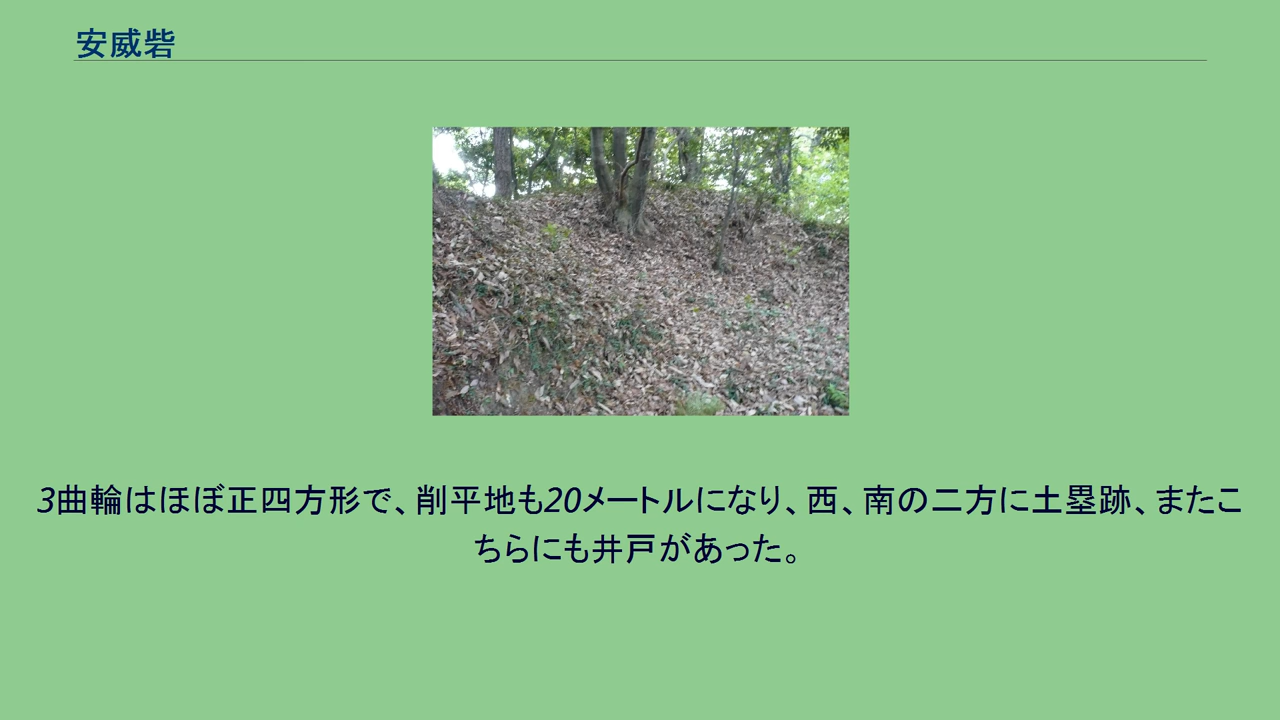 安威砦
3曲輪はほぼ正四方形で、削平地も20メートルになり、西、南の二方に土塁跡、またこ
ちらにも井戸があった。